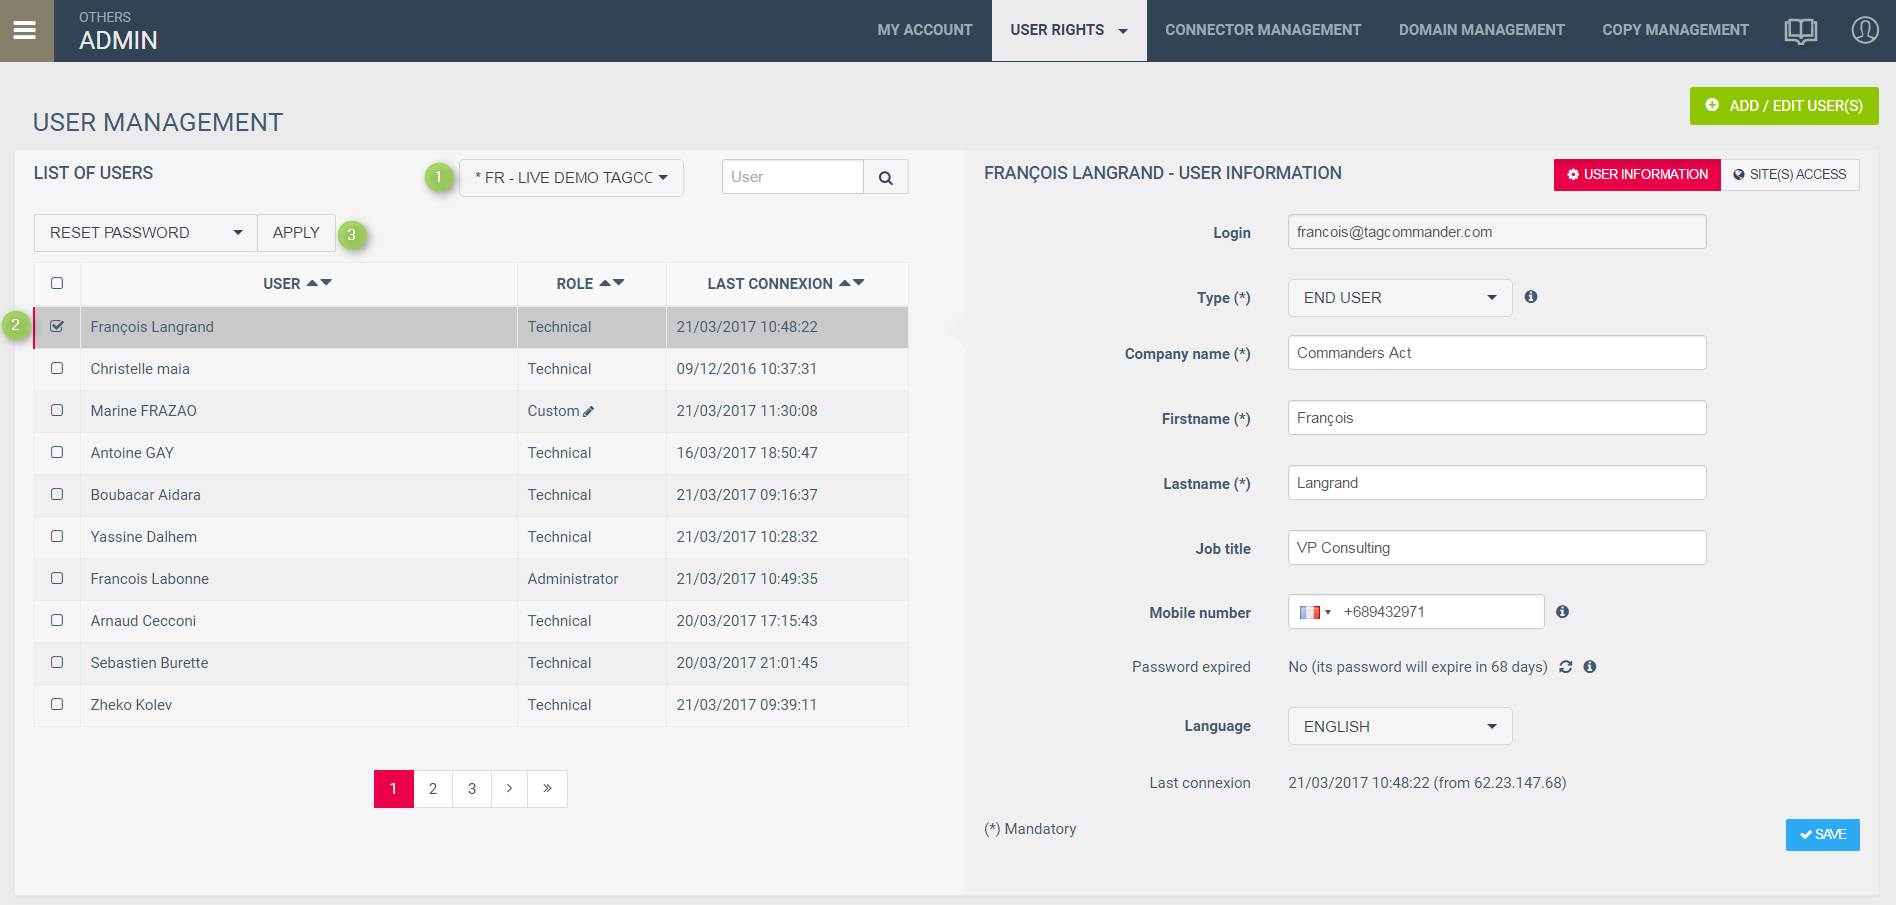 OTHERS
ADMIN
MY ACCOUNT
USER RIGHTS
CONNECTOR MANAGEMENT
DOMAIN MANAGEMENT
COPY MANAGEMENT
USER MANAGEMENT
ADD / EDIT USER(S)
LIST OF USERS
1
* FR - LIVE DEMO TAGCC
User
RESET PASSWORD
APPLY
3
USER
ROLE
LAST CONNEXION
2
François Langrand Technical 21/03/2017 10:48:22
Christelle maia Technical 09/12/2016 10:37:31
Marine FRAZAO Custom 21/03/2017 11:30:08
Antoine GAY Technical 16/03/2017 18:50:47
Boubacar Aidara Technical 21/03/2017 09:16:37
Yassine Dalhem Technical 21/03/2017 10:28:32
Francois Labonne Administrator 21/03/2017 10:49:35
Arnaud Cecconi Technical 20/03/2017 17:15:43
Sebastien Burette Technical 20/03/2017 21:01:45
Zheko Kolev Technical 21/03/2017 09:39:11
1 2 3 › »
FRANÇOIS LANGRAND - USER INFORMATION
USER INFORMATION
SITE(S) ACCESS
Login francois@tagcommander.com
Type (*) END USER
Company name (*) Commanders Act
Firstname (*) François
Lastname (*) Langrand
Job title VP Consulting
Mobile number +689432971
Password expired No (its password will expire in 68 days)
Language ENGLISH
Last connexion 21/03/2017 10:48:22 (from 62.23.147.68)
(*) Mandatory
SAVE